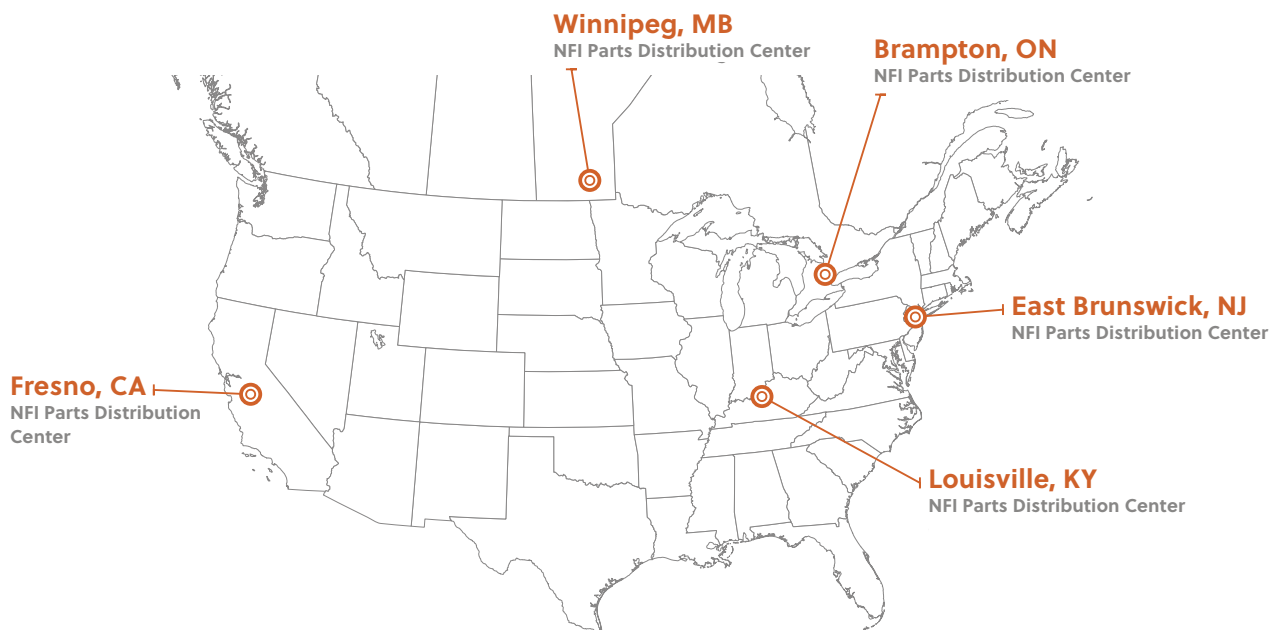 Winnipeg, MB
NFI Parts Distribution Center
Brampton, ON
NFI Parts Distribution Center
East Brunswick, NJ
NFI Parts Distribution Center
Fresno, CA
NFI Parts Distribution
Center
Louisville, KY
NFI Parts Distribution Center